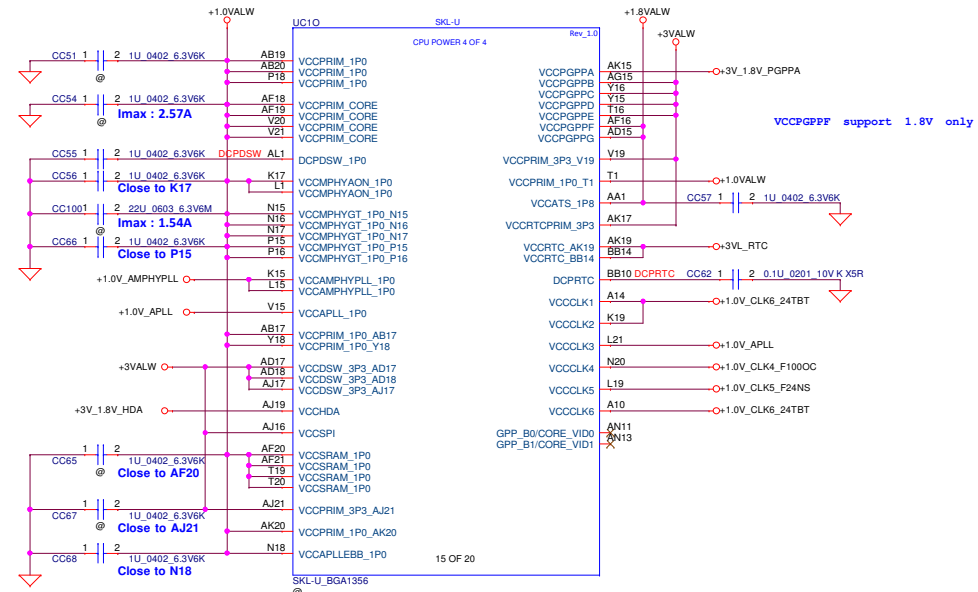 +1.0VALW
+1.8VALW
+3VALW
UC1O
SKL-U
Rev_1.0
CPU POWER 4 OF 4
CC51 1 2 1U_0402_6.3V6K
@
AB19 VCCPRIM_1P0
AB20 VCCPRIM_1P0
P18 VCCPRIM_1P0
CC54 1 2 1U_0402_6.3V6K
@
Imax : 2.57A
AF18 VCCPRIM_CORE
AF19 VCCPRIM_CORE
V20 VCCPRIM_CORE
V21 VCCPRIM_CORE
CC55 1 2 1U_0402_6.3V6K DCPDSW AL1 DCPDSW_1P0
CC56 1 2 1U_0402_6.3V6K
Close to K17
K17 VCCMPHYAON_1P0
L1 VCCMPHYAON_1P0
CC100 1 2 22U_0603_6.3V6M
Imax : 1.54A
N15 VCCMPHYGT_1P0_N15
N16 VCCMPHYGT_1P0_N16
N17 VCCMPHYGT_1P0_N17
CC66 1 2 1U_0402_6.3V6K
Close to P15
P15 VCCMPHYGT_1P0_P15
P16 VCCMPHYGT_1P0_P16
+1.0V_AMPHYPLL K15 VCCAMPHYPLL_1P0
L15 VCCAMPHYPLL_1P0
+1.0V_APLL V15 VCCAPLL_1P0
AB17 VCCPRIM_1P0_AB17
Y18 VCCPRIM_1P0_Y18
+3VALW AD17 VCCDSW_3P3_AD17
AD18 VCCDSW_3P3_AD18
AJ17 VCCDSW_3P3_AJ17
+3V_1.8V_HDA AJ19 VCCHDA
AJ16 VCCSPI
CC65 1 2 1U_0402_6.3V6K
@
Close to AF20
AF20 VCCSRAM_1P0
AF21 VCCSRAM_1P0
T19 VCCSRAM_1P0
T20 VCCSRAM_1P0
CC67 1 2 1U_0402_6.3V6K
@
Close to AJ21
AJ21 VCCPRIM_3P3_AJ21
AK20 VCCPRIM_1P0_AK20
CC68 1 2 1U_0402_6.3V6K
Close to N18
N18 VCCAPLLEBB_1P0
VCCPGPPA AK15 +3V_1.8V_PGPPA
VCCPGPPB AG15
VCCPGPPC Y16
VCCPGPPD Y15
VCCPGPPE T16
VCCPGPPF AF16
VCCPGPPG AD15
VCCPGPPF support 1.8V only
VCCPRIM_3P3_V19 V19
VCCPRIM_1P0_T1 T1 +1.0VALW
VCCATS_1P8 AA1 CC57 1 2 1U_0402_6.3V6K
VCCRTCPRIM_3P3 AK17
VCCRTC_AK19 AK19 +3VL_RTC
VCCRTC_BB14 BB14
DCPRTC BB10 DCPRTC CC62 1 2 0.1U_0201_10V K X5R
VCCCLK1 A14 +1.0V_CLK6_24TBT
VCCCLK2 K19
VCCCLK3 L21 +1.0V_APLL
VCCCLK4 N20 +1.0V_CLK4_F100OC
VCCCLK5 L19 +1.0V_CLK5_F24NS
VCCCLK6 A10 +1.0V_CLK6_24TBT
GPP_B0/CORE_VID0 AN11
GPP_B1/CORE_VID1 AN13
15 OF 20
SKL-U_BGA1356
@